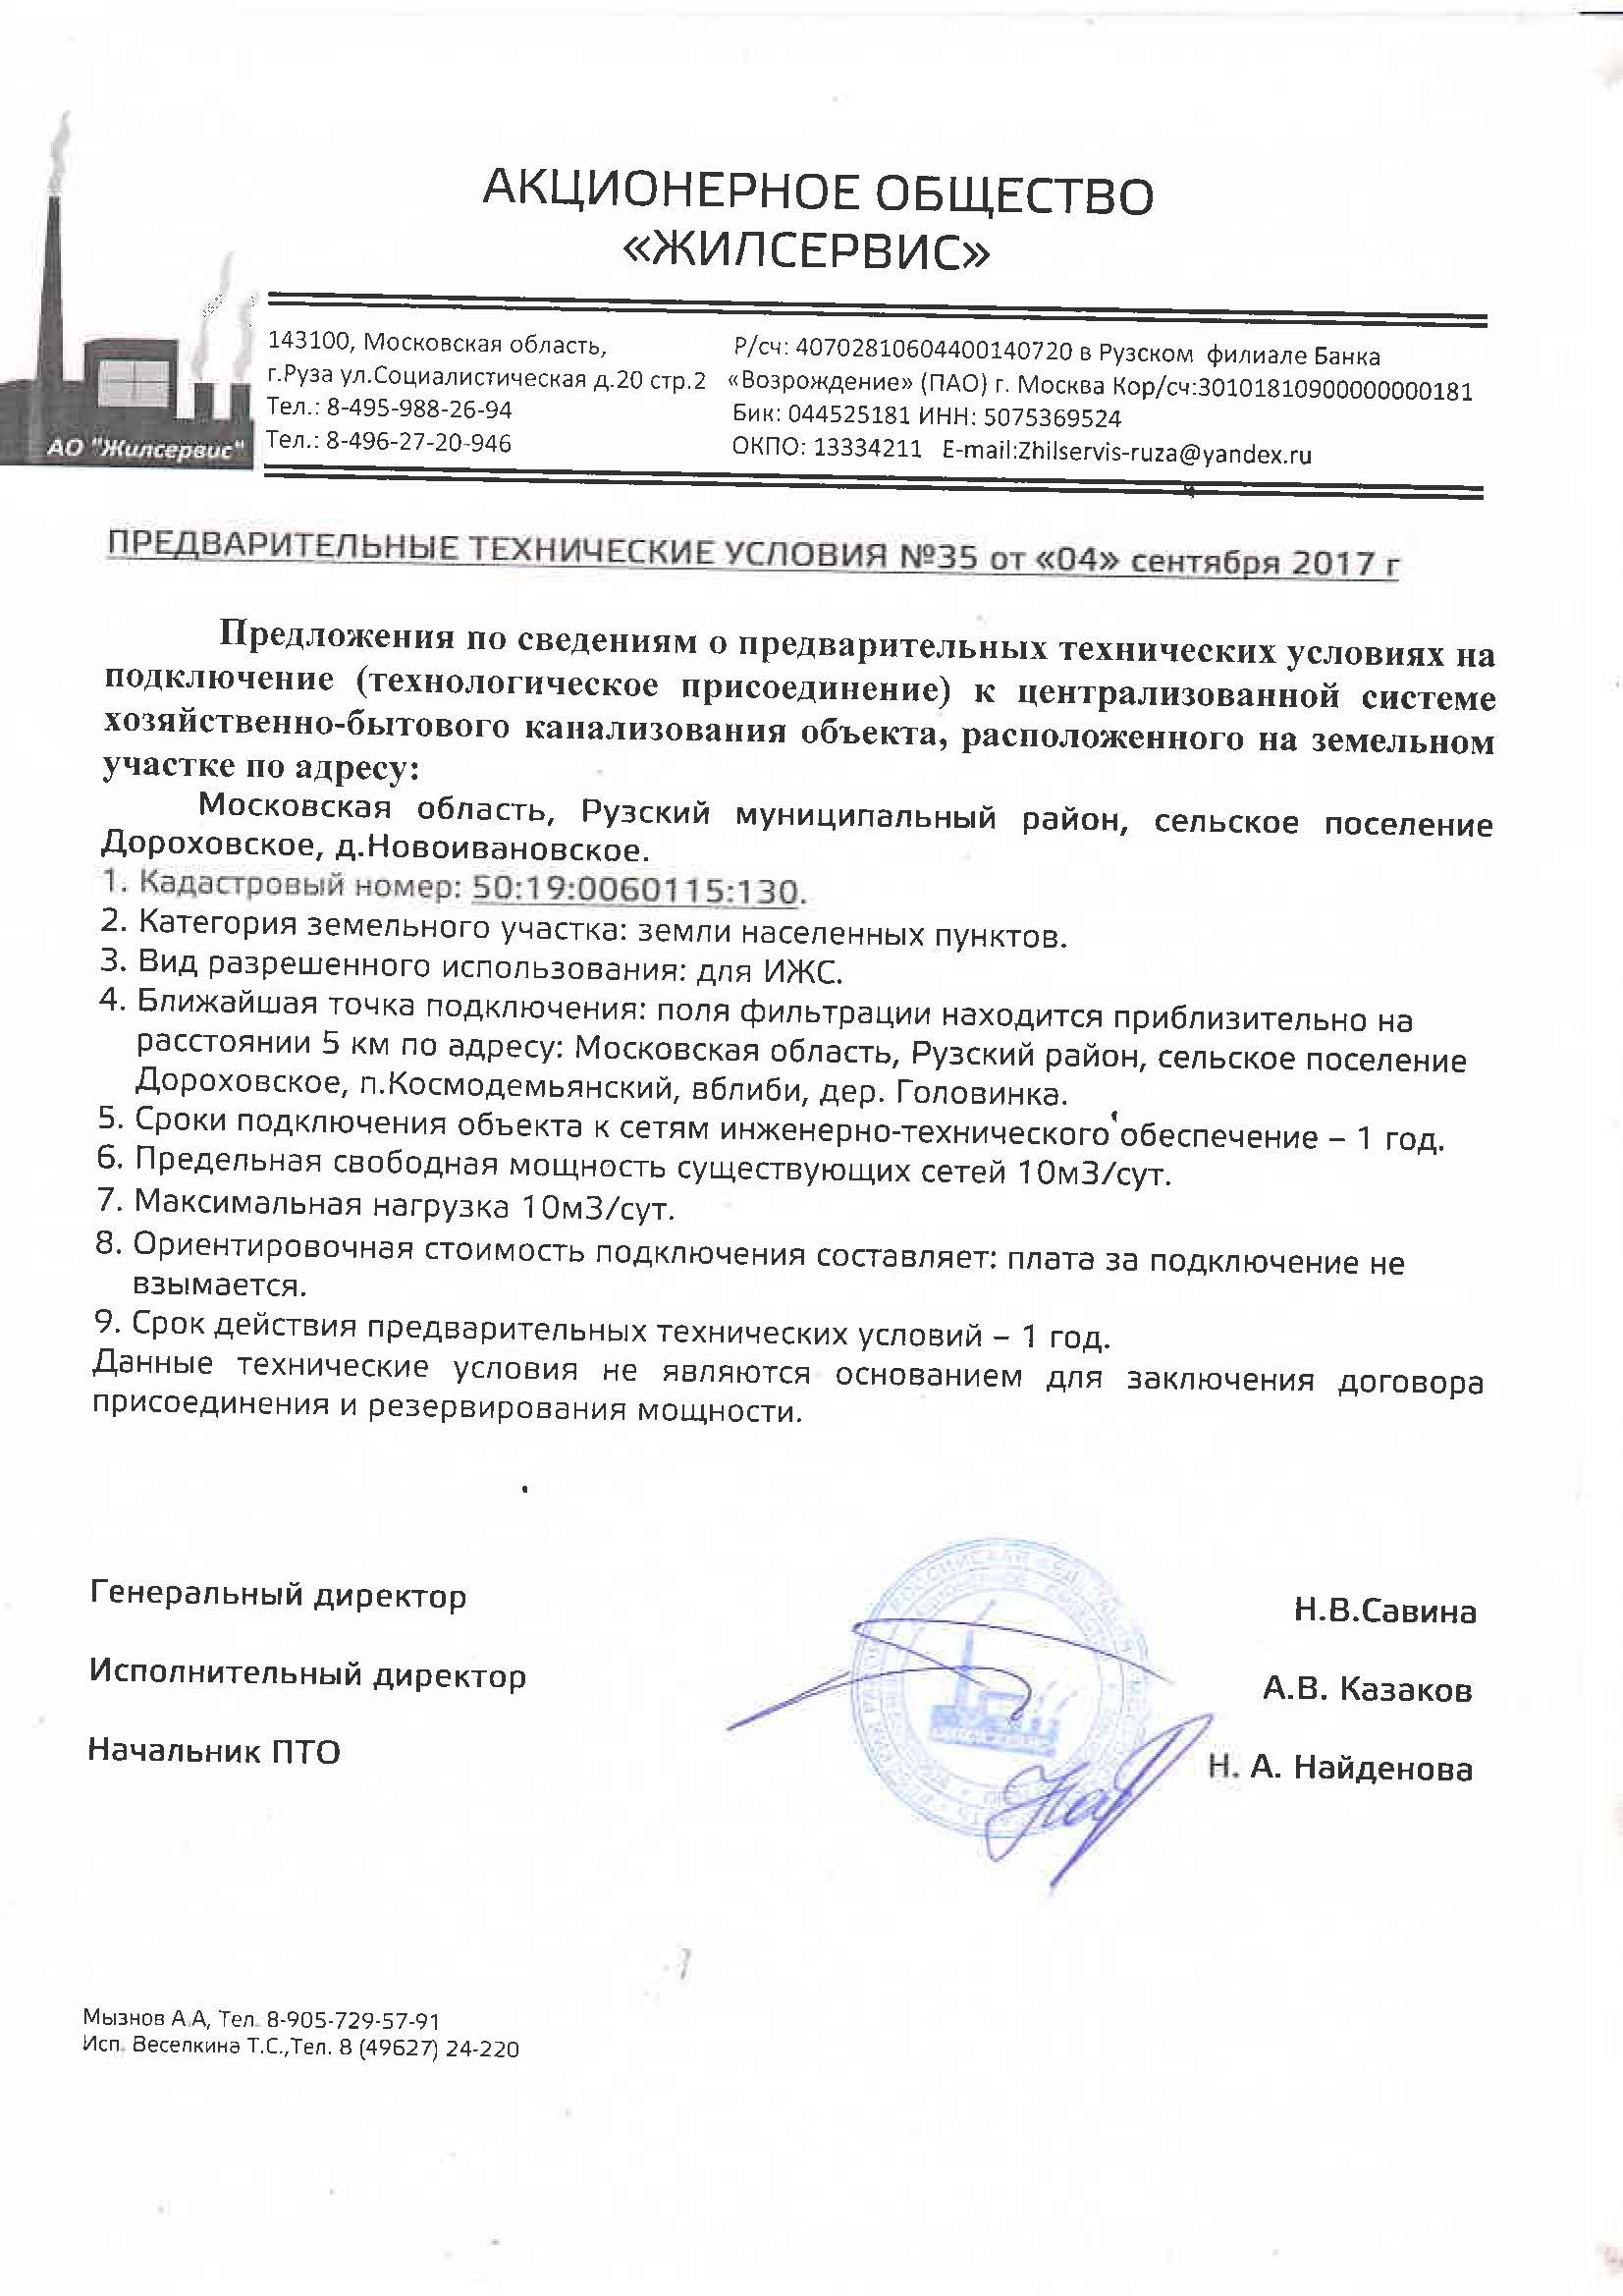 АКЦИОНЕРНОЕ ОБЩЕСТВО
«ЖИЛСЕРВИС»
АО "Жилсервис"
143100, Московская область,
г.Руза ул.Социалистическая д.20 стр.2
Тел.: 8-495-988-26-94
Тел.: 8-496-27-20-946
Р/сч: 40702810604400140720 в Рузском филиале Банка
«Возрождение» (ПАО) г. Москва Кор/сч:30101810900000000181
Бик: 044525181 ИНН: 5075369524
ОКПО: 13334211 E-mail:Zhilservis-ruza@yandex.ru
ПРЕДВАРИТЕЛЬНЫЕ ТЕХНИЧЕСКИЕ УСЛОВИЯ №35 от «04» сентября 2017 г
Предложения по сведениям о предварительных технических условиях на
подключение (технологическое присоединение) к централизованной системе
хозяйственно-бытового канализования объекта, расположенного на земельном
участке по адресу:
Московская область, Рузский муниципальный район, сельское поселение
Дороховское, д.Новоивановское.
1. Кадастровый номер: 50:19:0060115:130.
2. Категория земельного участка: земли населенных пунктов.
3. Вид разрешенного использования: для ИЖС.
4. Ближайшая точка подключения: поля фильтрации находится приблизительно на
расстоянии 5 км по адресу: Московская область, Рузский район, сельское поселение
Дороховское, п.Космодемьянский, вблиби, дер. Головинка.
5. Сроки подключения объекта к сетям инженерно-технического обеспечение – 1 год.
6. Предельная свободная мощность существующих сетей 10м3/сут.
7. Максимальная нагрузка 10м3/сут.
8. Ориентировочная стоимость подключения составляет: плата за подключение не
взымается.
9. Срок действия предварительных технических условий – 1 год.
Данные технические условия не являются основанием для заключения договора
присоединения и резервирования мощности.
Генеральный директор
Н.В.Савина
Исполнительный директор
А.В. Казаков
Начальник ПТО
Н. А. Найденова
Мызнов А.А, Тел. 8-905-729-57-91
Исп. Веселкина Т.С.,Тел. 8 (49627) 24-220